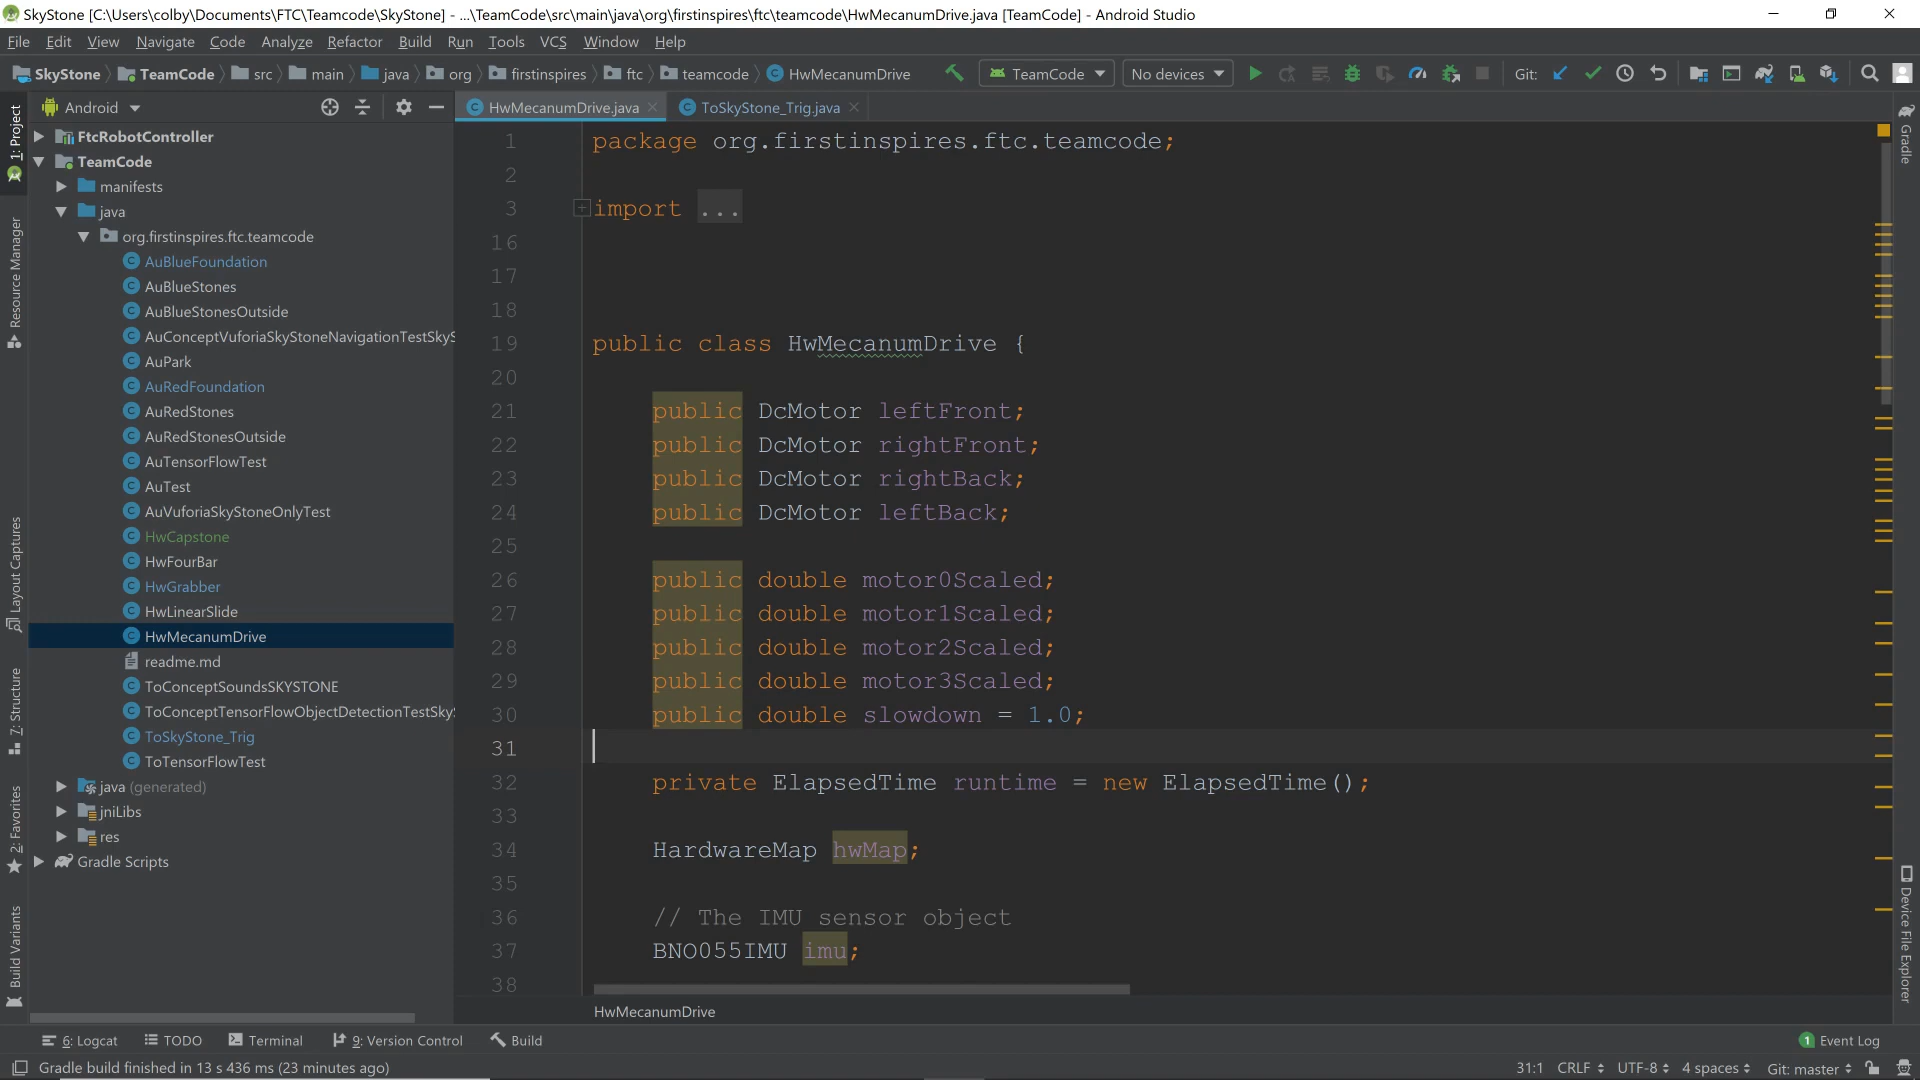 SkyStone [C:\Users\colby\Documents\FTC\Teamcode\SkyStone] - ...\TeamCode\src\main\java\org\firstinspires\ftc\teamcode\HwMecanumDrive.java [TeamCode] - Android Studio
File Edit View Navigate Code Analyze Refactor Build Run Tools VCS Window Help
SkyStone TeamCode src main java org firstinspires ftc teamcode HwMecanumDrive TeamCode No devices Git:
Android
HwMecanumDrive.java ToSkyStone_Trig.java
1: Project
Resource Manager
Layout Captures
7: Structure
2: Favorites
Build Variants
FtcRobotController
TeamCode
manifests
java
org.firstinspires.ftc.teamcode
AuBlueFoundation
AuBlueStones
AuBlueStonesOutside
AuConceptVuforiaSkyStoneNavigationTestSkyS
AuPark
AuRedFoundation
AuRedStones
AuRedStonesOutside
AuTensorFlowTest
AuTest
AuVuforiaSkyStoneOnlyTest
HwCapstone
HwFourBar
HwGrabber
HwLinearSlide
HwMecanumDrive
readme.md
ToConceptSoundsSKYSTONE
ToConceptTensorFlowObjectDetectionTestSky
ToSkyStone_Trig
ToTensorFlowTest
java (generated)
jniLibs
res
Gradle Scripts
1 package org.firstinspires.ftc.teamcode;
2
3 import ...
16
17
18
19 public class HwMecanumDrive {
20
21 public DcMotor leftFront;
22 public DcMotor rightFront;
23 public DcMotor rightBack;
24 public DcMotor leftBack;
25
26 public double motor0Scaled;
27 public double motor1Scaled;
28 public double motor2Scaled;
29 public double motor3Scaled;
30 public double slowdown = 1.0;
31
32 private ElapsedTime runtime = new ElapsedTime();
33
34 HardwareMap hwMap;
35
36 // The IMU sensor object
37 BNO055IMU imu;
38
HwMecanumDrive
Gradle
Device File Explorer
6: Logcat TODO Terminal 9: Version Control Build 1 Event Log
Gradle build finished in 13 s 436 ms (23 minutes ago) 31:1 CRLF UTF-8 4 spaces Git: master